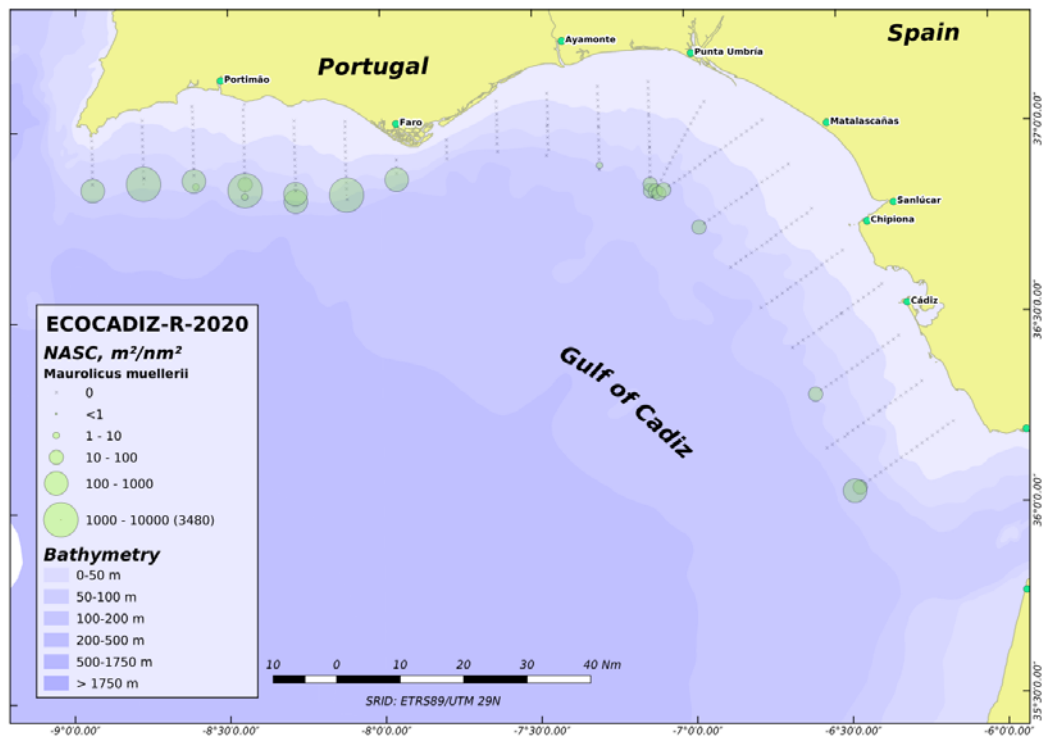 Spain
Portugal
Ayamonte
Punta Umbría
Portimão
Faro
Matalascañas
Sanlúcar
Chipiona
Cádiz
Gulf of Cadiz
37°0'0.00"
36°30'0.00"
36°0'0.00"
35°30'0.00"
ECOCADIZ-R-2020
NASC, m²/nm²
Maurolicus muellerii
0
<1
1 - 10
10 - 100
100 - 1000
1000 - 10000 (3480)
Bathymetry
0-50 m
50-100 m
100-200 m
200-500 m
500-1750 m
> 1750 m
10 0 10 20 30 40 Nm
SRID: ETRS89/UTM 29N
-9°0'0.00" -8°30'0.00" -8°0'0.00" -7°30'0.00" -7°0'0.00" -6°30'0.00" -6°0'0.00"